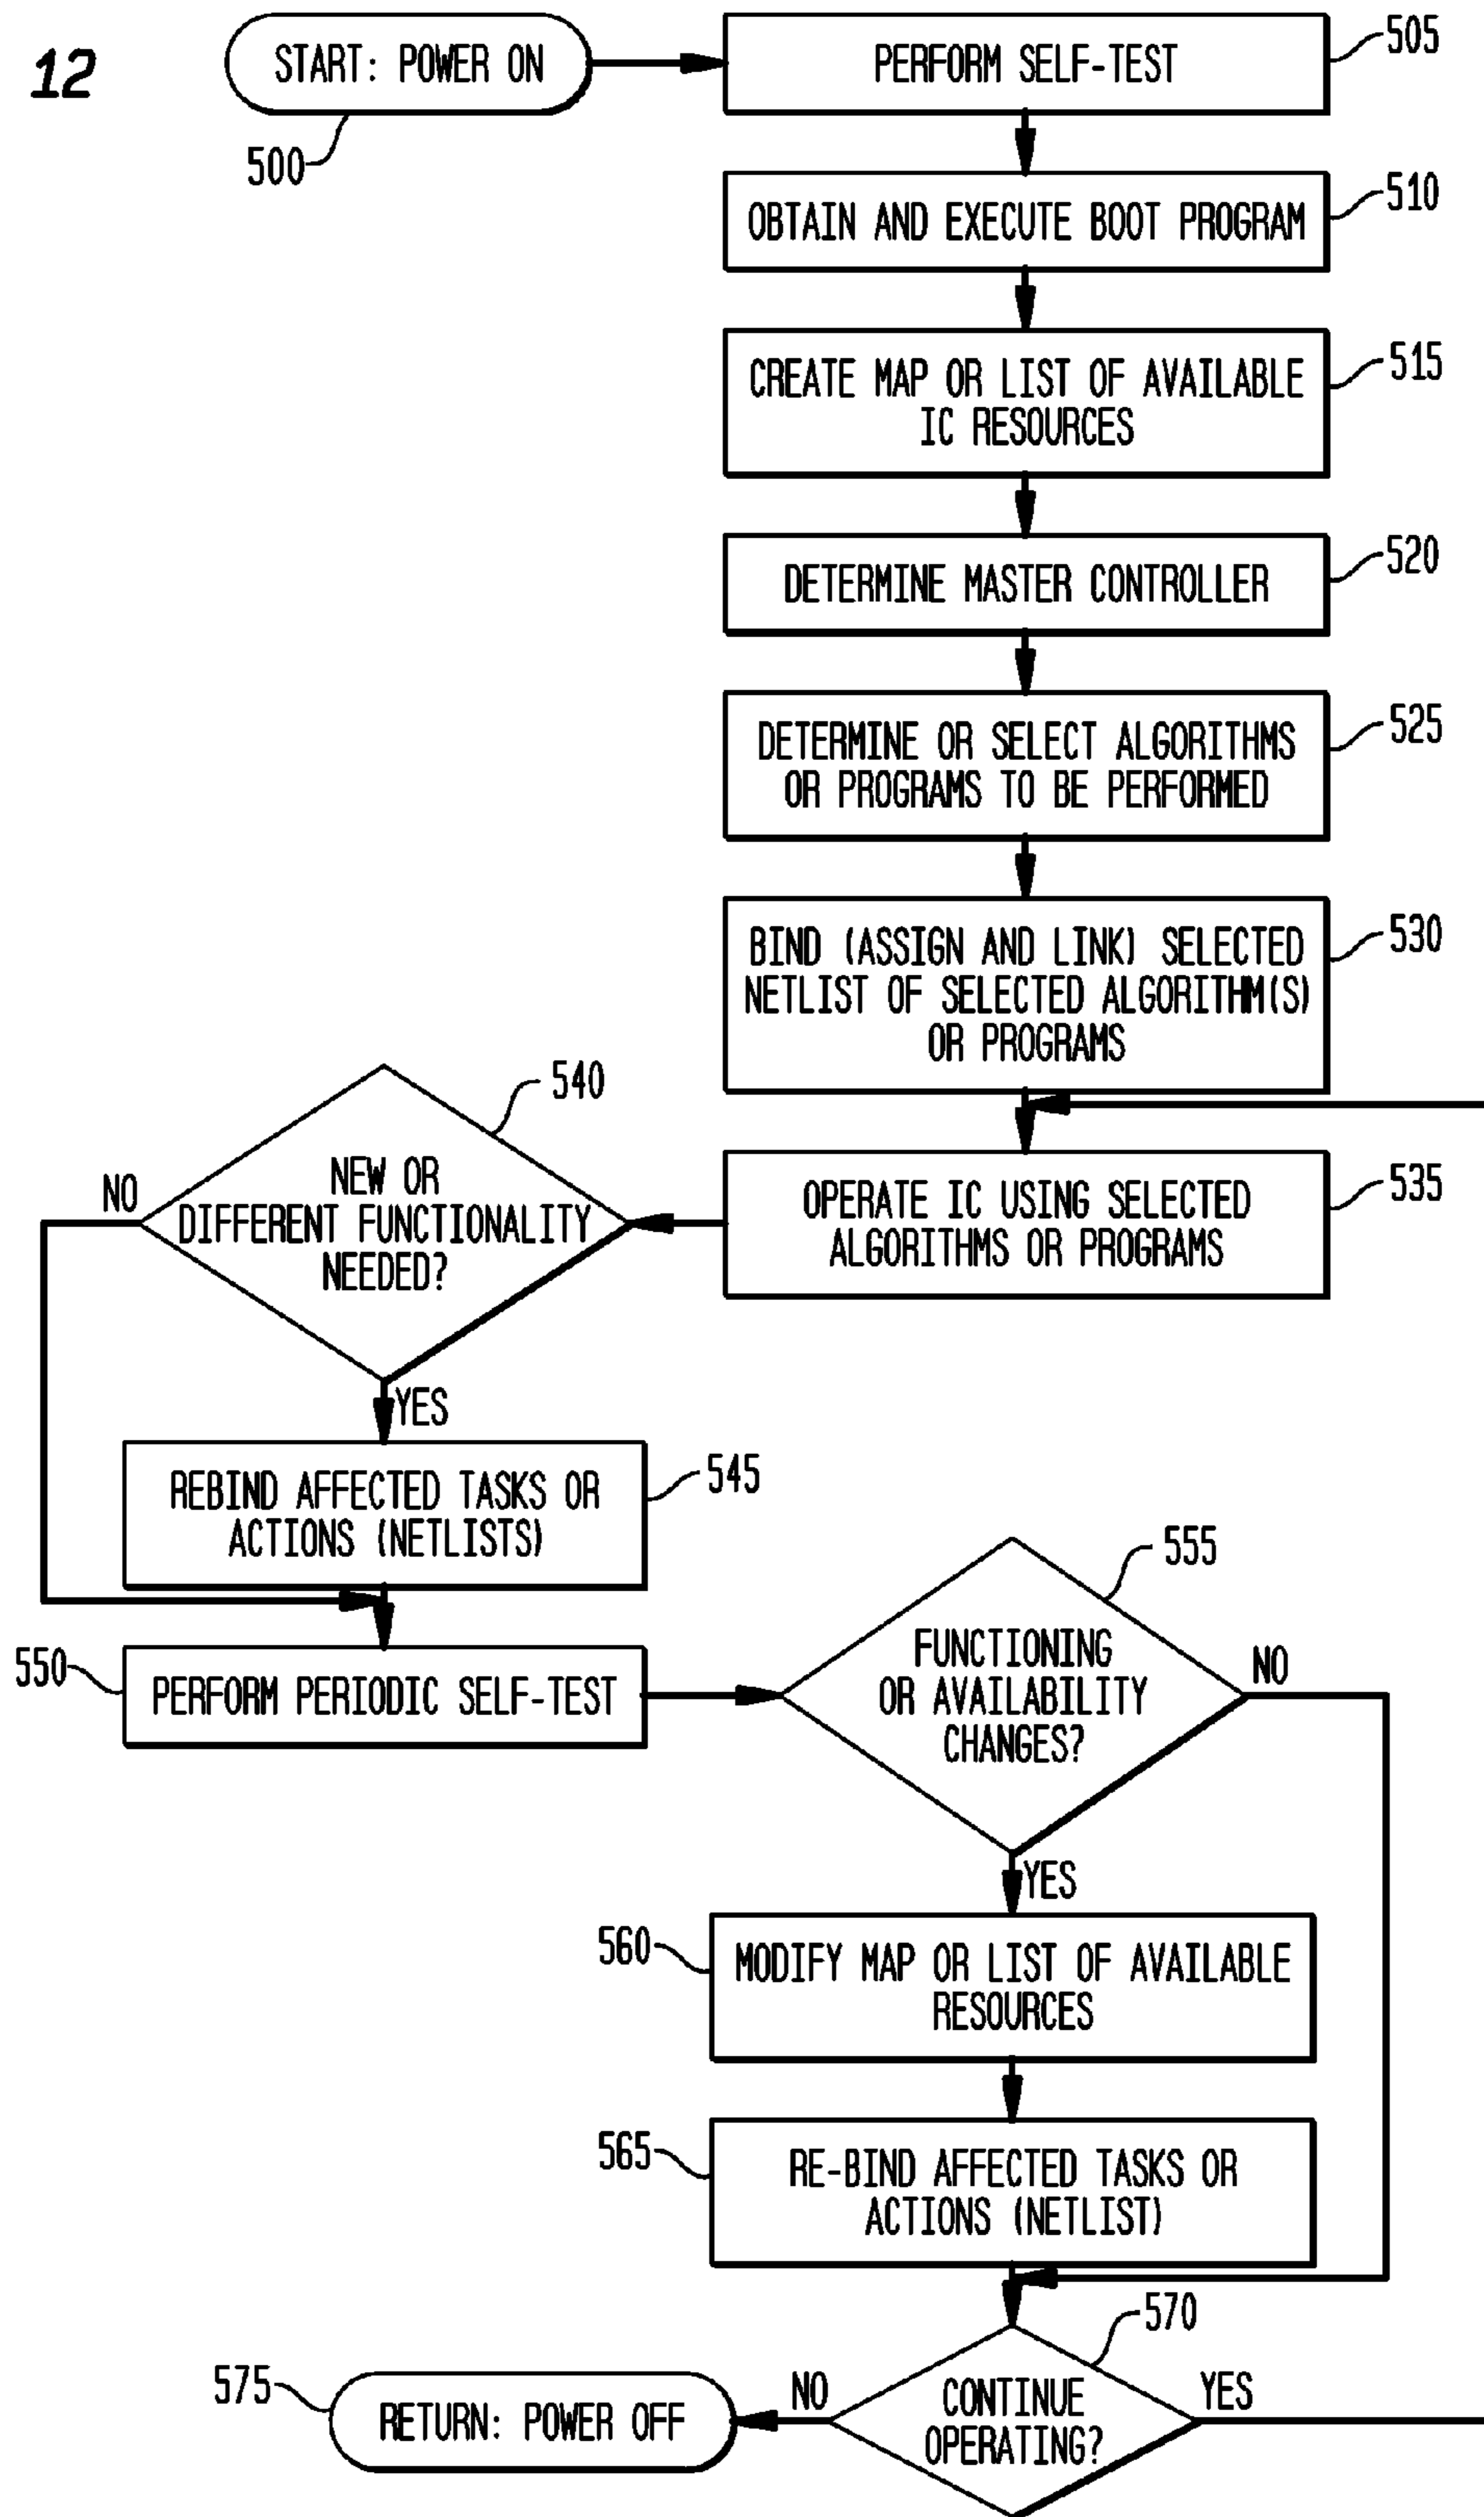 12
START: POWER ON
500
PERFORM SELF-TEST
505
OBTAIN AND EXECUTE BOOT PROGRAM
510
CREATE MAP OR LIST OF AVAILABLE
IC RESOURCES
515
DETERMINE MASTER CONTROLLER
520
DETERMINE OR SELECT ALGORITHMS
OR PROGRAMS TO BE PERFORMED
525
BIND (ASSIGN AND LINK) SELECTED
NETLIST OF SELECTED ALGORITHM(S)
OR PROGRAMS
530
OPERATE IC USING SELECTED
ALGORITHMS OR PROGRAMS
535
540
NEW OR
DIFFERENT FUNCTIONALITY
NEEDED?
NO
YES
REBIND AFFECTED TASKS OR
ACTIONS (NETLISTS)
545
550
PERFORM PERIODIC SELF-TEST
555
FUNCTIONING
OR AVAILABILITY
CHANGES?
NO
YES
560
MODIFY MAP OR LIST OF AVAILABLE
RESOURCES
565
RE-BIND AFFECTED TASKS OR
ACTIONS (NETLIST)
570
CONTINUE
OPERATING?
NO
YES
575
RETURN: POWER OFF